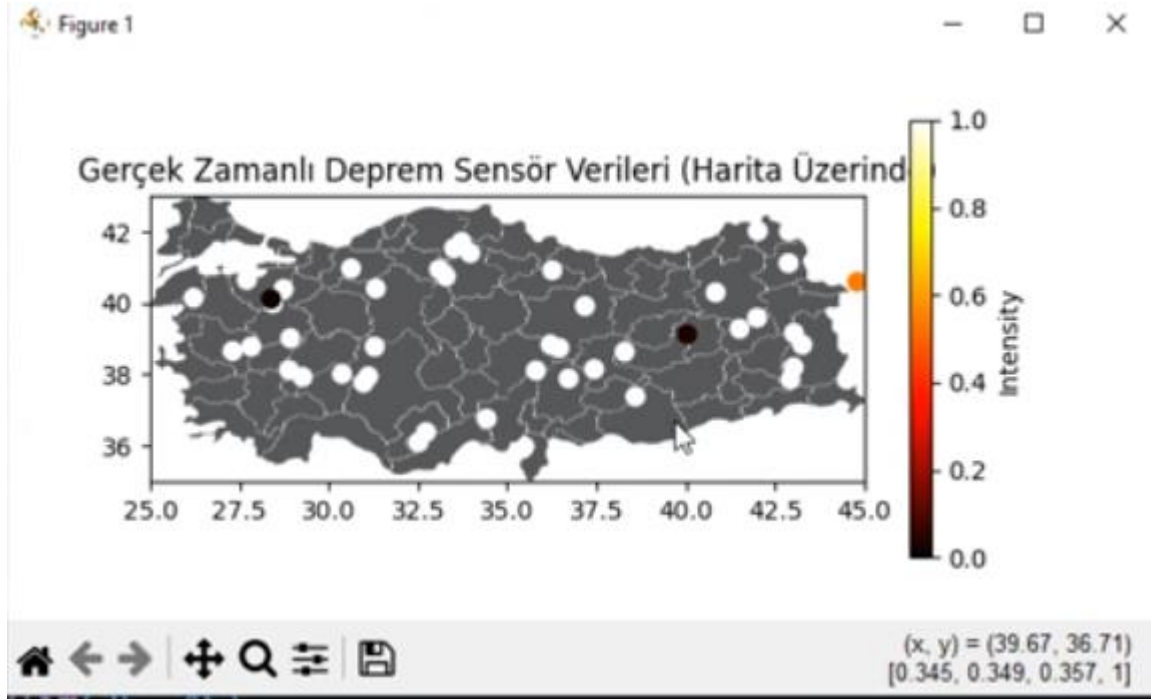 Figure 1
Gerçek Zamanlı Deprem Sensör Verileri (Harita Üzerind
42
40
38
36
25.0 27.5 30.0 32.5 35.0 37.5 40.0 42.5 45.0
1.0
0.8
0.6
0.4
0.2
0.0
Intensity
(x, y) = (39.67, 36.71)
[0.345, 0.349, 0.357, 1]